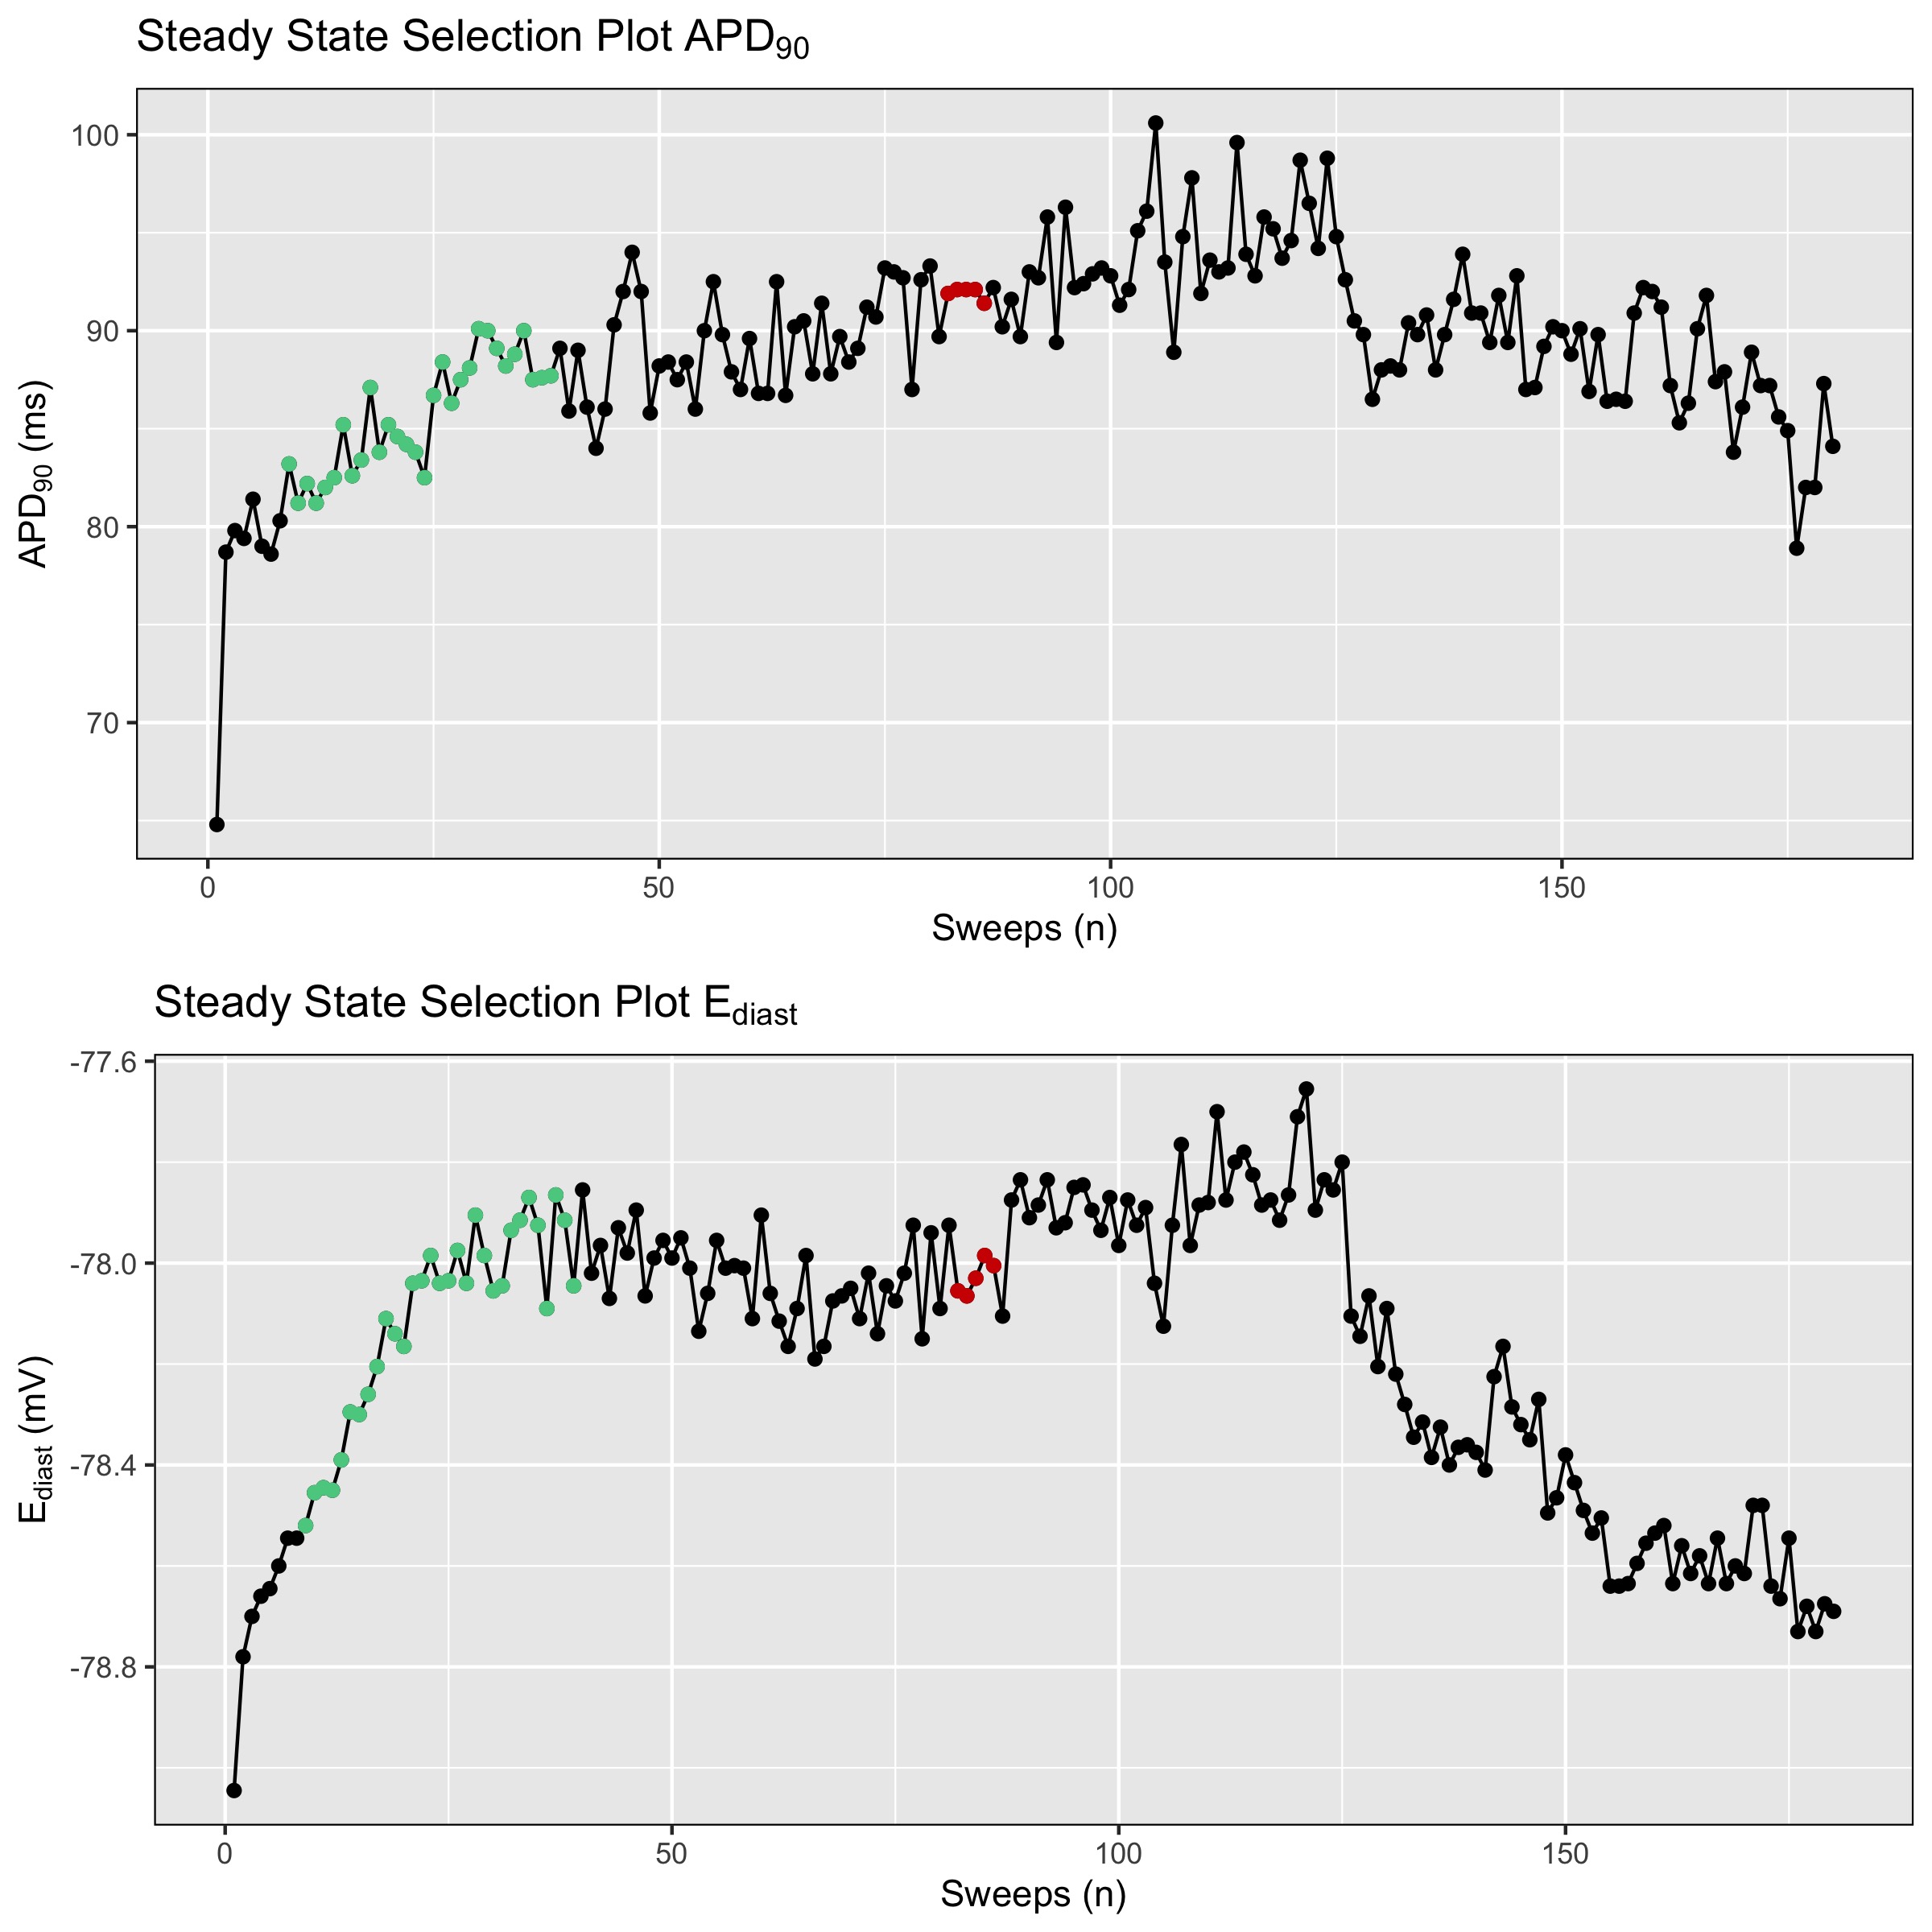 Steady State Selection Plot APD90
100
90
80
70
APD90 (ms)
0 50 100 150
Sweeps (n)
Steady State Selection Plot Ediast
-77.6
-78.0
-78.4
-78.8
Ediast (mV)
0 50 100 150
Sweeps (n)